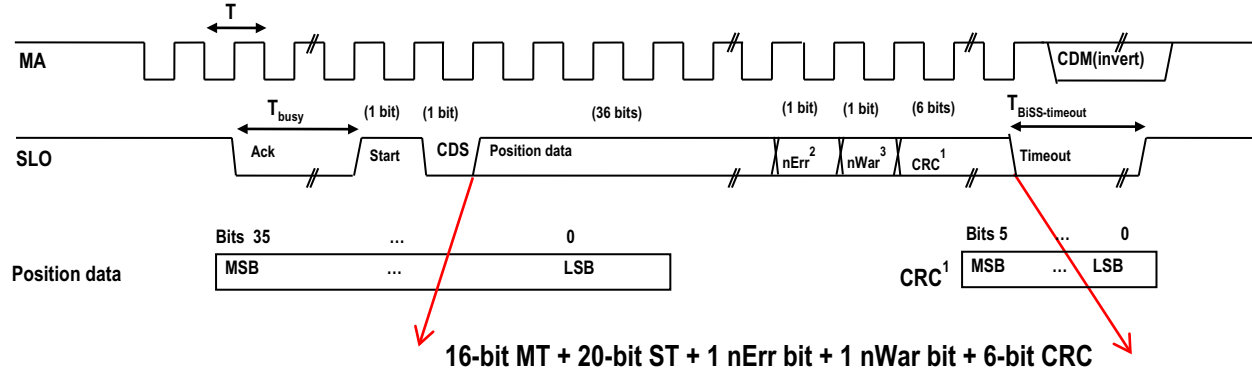 T
MA
CDM(invert)
T busy (1 bit) (1 bit) (36 bits) (1 bit) (1 bit) (6 bits) T BiSS-timeout
SLO Ack Start CDS Position data nErr² nWar³ CRC¹ Timeout
Bits 35 ... 0 Bits 5 ... 0
Position data MSB ... LSB CRC¹ MSB ... LSB
16-bit MT + 20-bit ST + 1 nErr bit + 1 nWar bit + 6-bit CRC